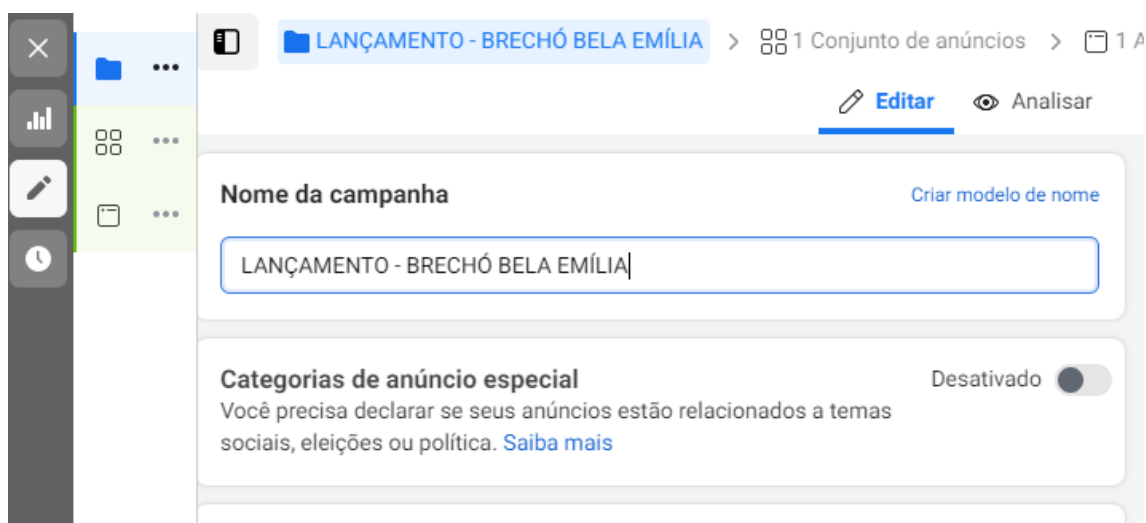 LANÇAMENTO - BRECHÓ BELA EMÍLIA > 1 Conjunto de anúncios > 1 A
Editar Analisar
Nome da campanha Criar modelo de nome
LANÇAMENTO - BRECHÓ BELA EMÍLIA
Categorias de anúncio especial Desativado
Você precisa declarar se seus anúncios estão relacionados a temas
sociais, eleições ou política. Saiba mais